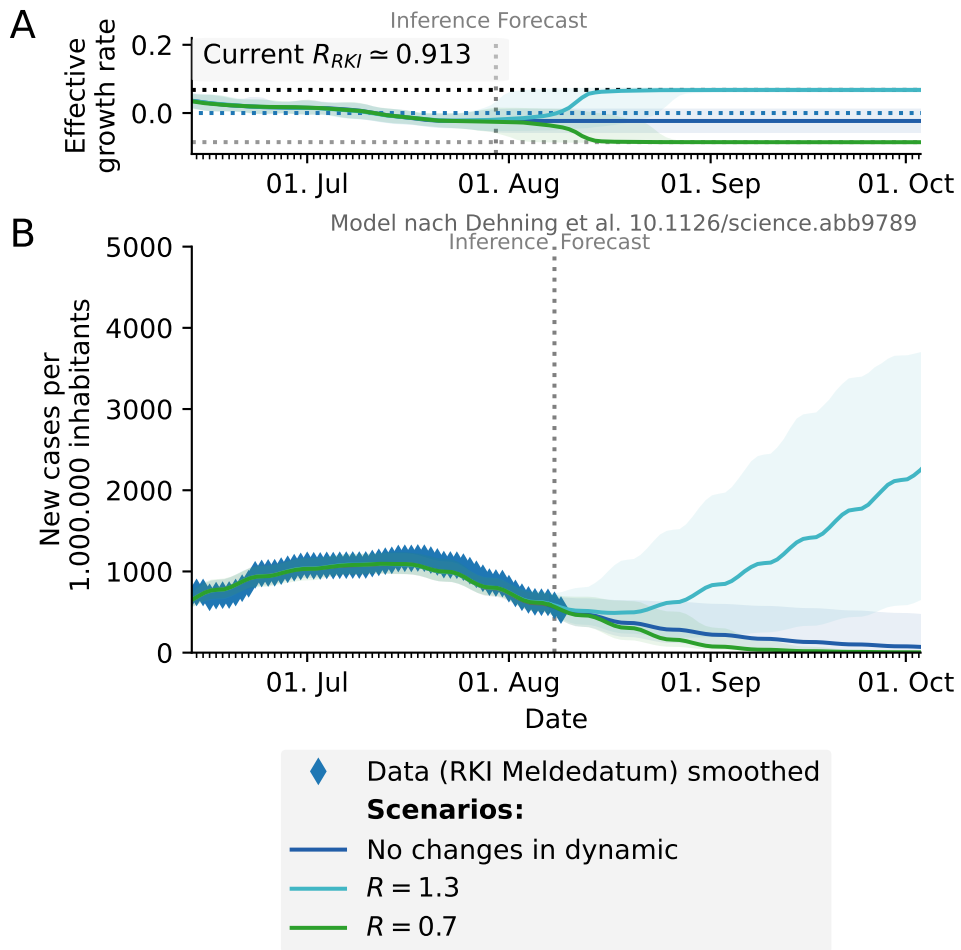 A
Inference Forecast
Effective
growth rate
0.2
0.0
Current R_RKI ≃ 0.913
01. Jul
01. Aug
01. Sep
01. Oct
B
Model nach Dehning et al. 10.1126/science.abb9789
Inference Forecast
New cases per
1.000.000 inhabitants
5000
4000
3000
2000
1000
0
01. Jul
01. Aug
01. Sep
01. Oct
Date
Data (RKI Meldedatum) smoothed
Scenarios:
No changes in dynamic
R = 1.3
R = 0.7